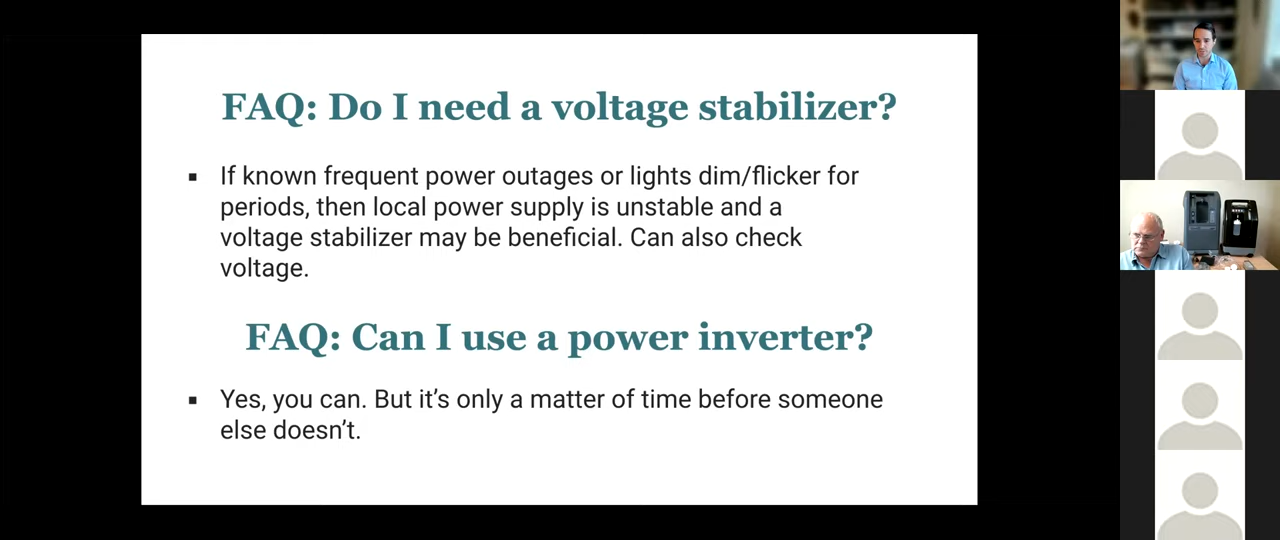 FAQ: Do I need a voltage stabilizer?
▪ If known frequent power outages or lights dim/flicker for
periods, then local power supply is unstable and a
voltage stabilizer may be beneficial. Can also check
voltage.
FAQ: Can I use a power inverter?
▪ Yes, you can. But it’s only a matter of time before someone
else doesn’t.